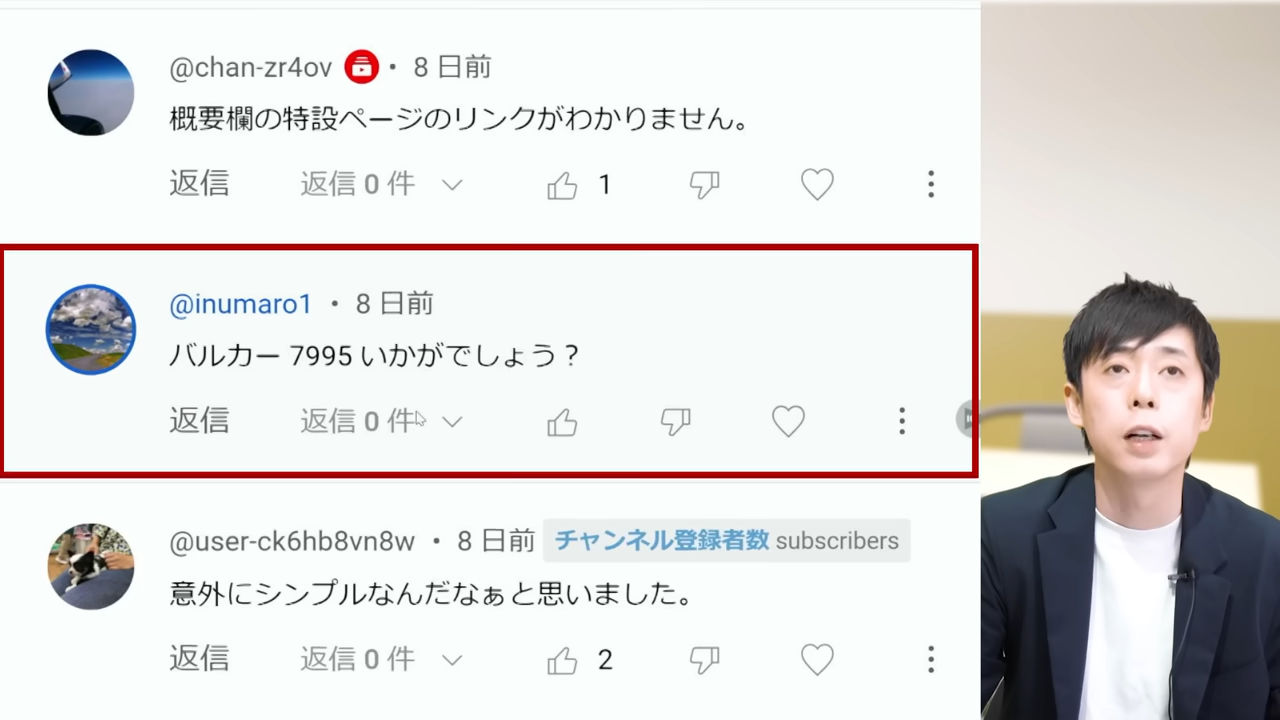 @chan-zr4ov ・ 8 日前
概要欄の特設ページのリンクがわかりません。
返信 返信 0 件 1
@inumaro1 ・ 8 日前
バルカー 7995 いかがでしょう？
返信 返信 0 件
@user-ck6hb8vn8w ・ 8 日前 チャンネル登録者数 subscribers
意外にシンプルなんだなぁと思いました。
返信 返信 0 件 2